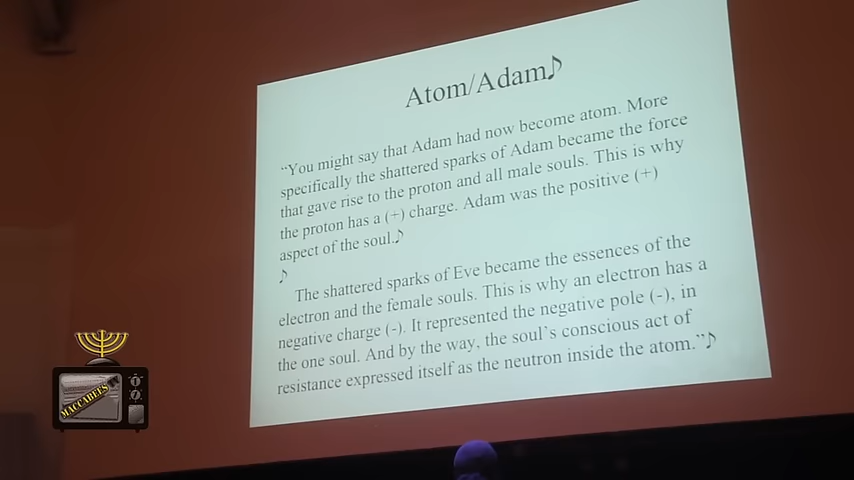 Atom/Adam♪
“You might say that Adam had now become atom. More
specifically the shattered sparks of Adam became the force
that gave rise to the proton and all male souls. This is why
the proton has a (+) charge. Adam was the positive (+)
aspect of the soul.♪
♪
The shattered sparks of Eve became the essences of the
electron and the female souls. This is why an electron has a
negative charge (-). It represented the negative pole (-), in
the one soul. And by the way, the soul’s conscious act of
resistance expressed itself as the neutron inside the atom.”♪
MACCABEES